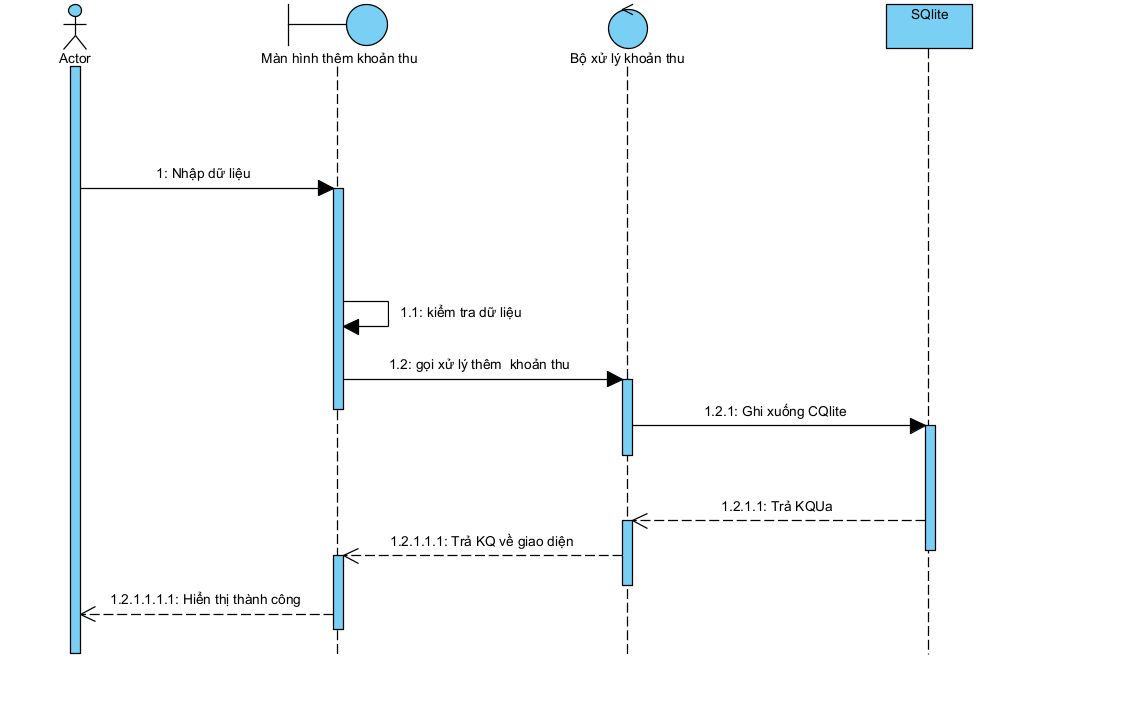 Actor
Màn hình thêm khoản thu
Bộ xử lý khoản thu
SQlite
1: Nhập dữ liệu
1.1: kiểm tra dữ liệu
1.2: gọi xử lý thêm  khoản thu
1.2.1: Ghi xuống CQlite
1.2.1.1: Trả KQUa
1.2.1.1.1: Trả KQ về giao diện
1.2.1.1.1.1: Hiển thị thành công